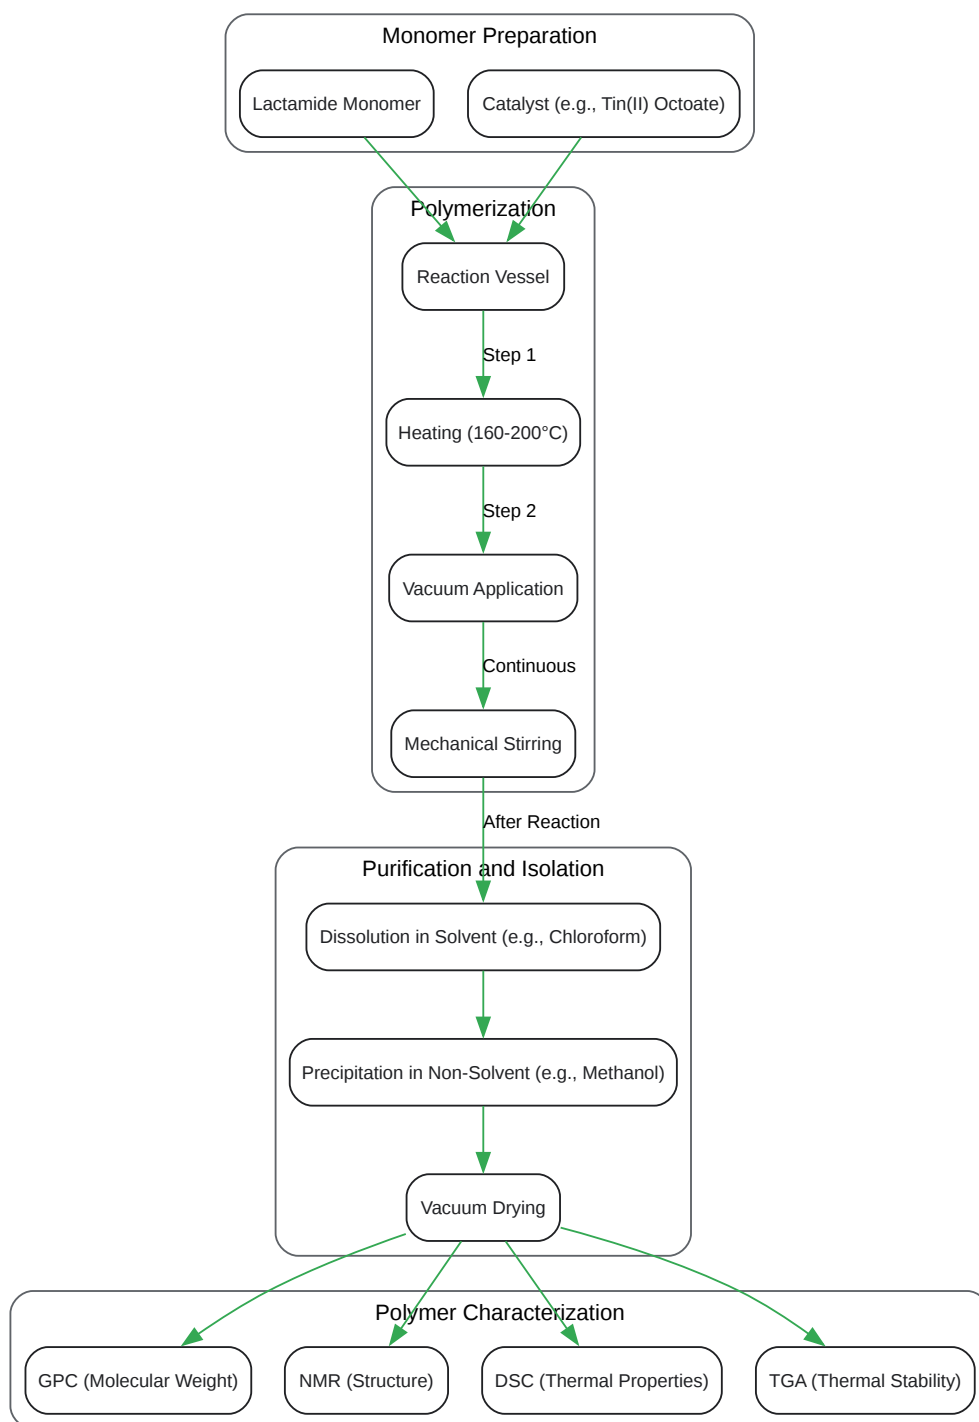 Monomer Preparation
Lactamide Monomer
Catalyst (e.g., Tin(II) Octoate)
Polymerization
Reaction Vessel
Step 1
Heating (160-200°C)
Step 2
Vacuum Application
Continuous
Mechanical Stirring
After Reaction
Purification and Isolation
Dissolution in Solvent (e.g., Chloroform)
Precipitation in Non-Solvent (e.g., Methanol)
Vacuum Drying
Polymer Characterization
GPC (Molecular Weight)
NMR (Structure)
DSC (Thermal Properties)
TGA (Thermal Stability)